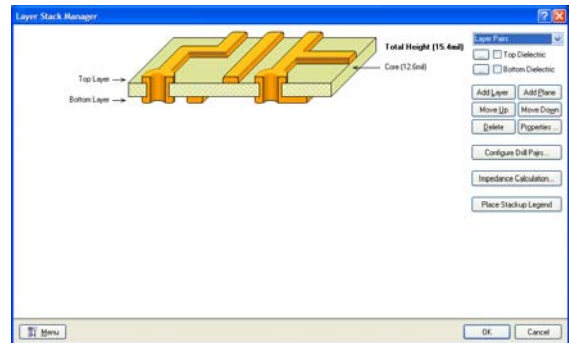 Layer Stack Manager
Layer Pairs
Total Height (15.4mil)
... Top Dielectric
Core (12.6mil)
... Bottom Dielectric
Top Layer
Bottom Layer
Add Layer
Add Plane
Move Up
Move Down
Delete
Properties ...
Configure Drill Pairs...
Impedance Calculation...
Place Stackup Legend
Menu
OK
Cancel